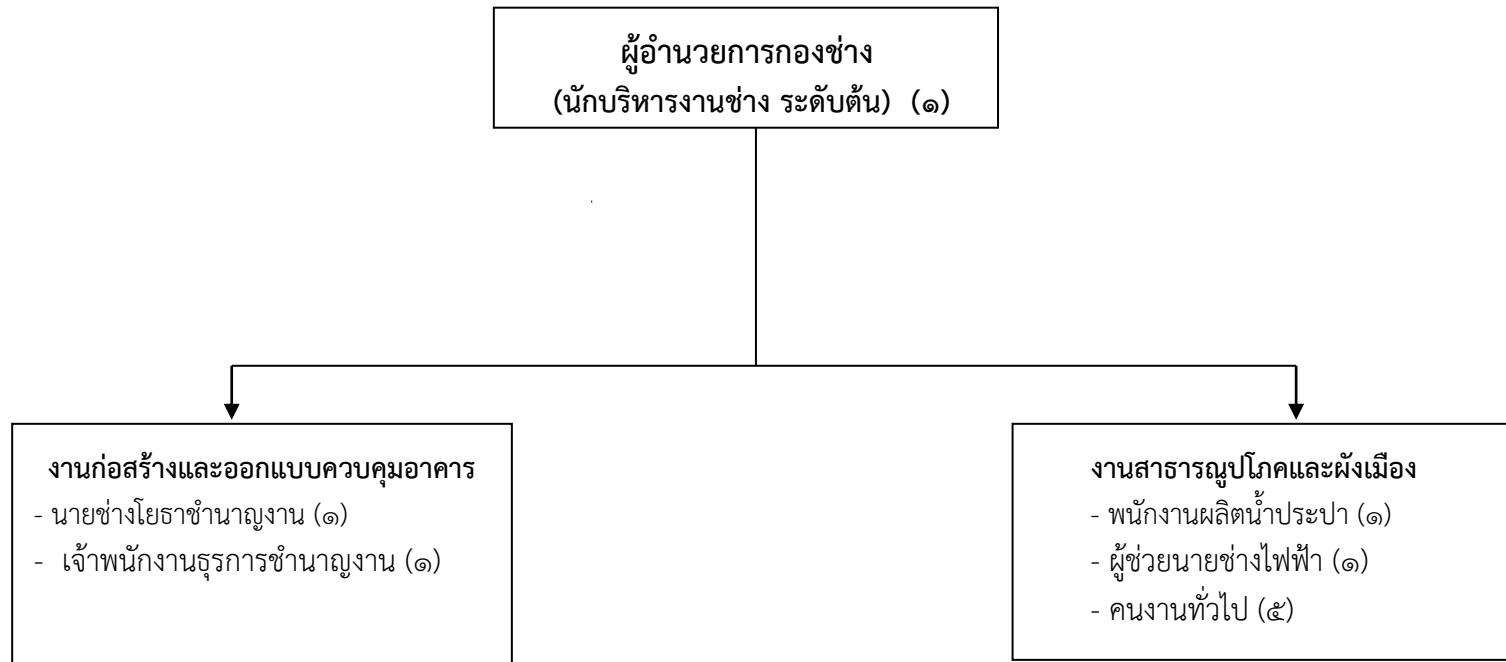 ผู้อำนวยการกองช่าง
(นักบริหารงานช่าง ระดับต้น) (๑)
งานก่อสร้างและออกแบบควบคุมอาคาร
- นายช่างโยธาชำนาญงาน (๑)
- เจ้าพนักงานธุรการชำนาญงาน (๑)
งานสาธารณูปโภคและผังเมือง
- พนักงานผลิตน้ำประปา (๑)
- ผู้ช่วยนายช่างไฟฟ้า (๑)
- คนงานทั่วไป (๕)